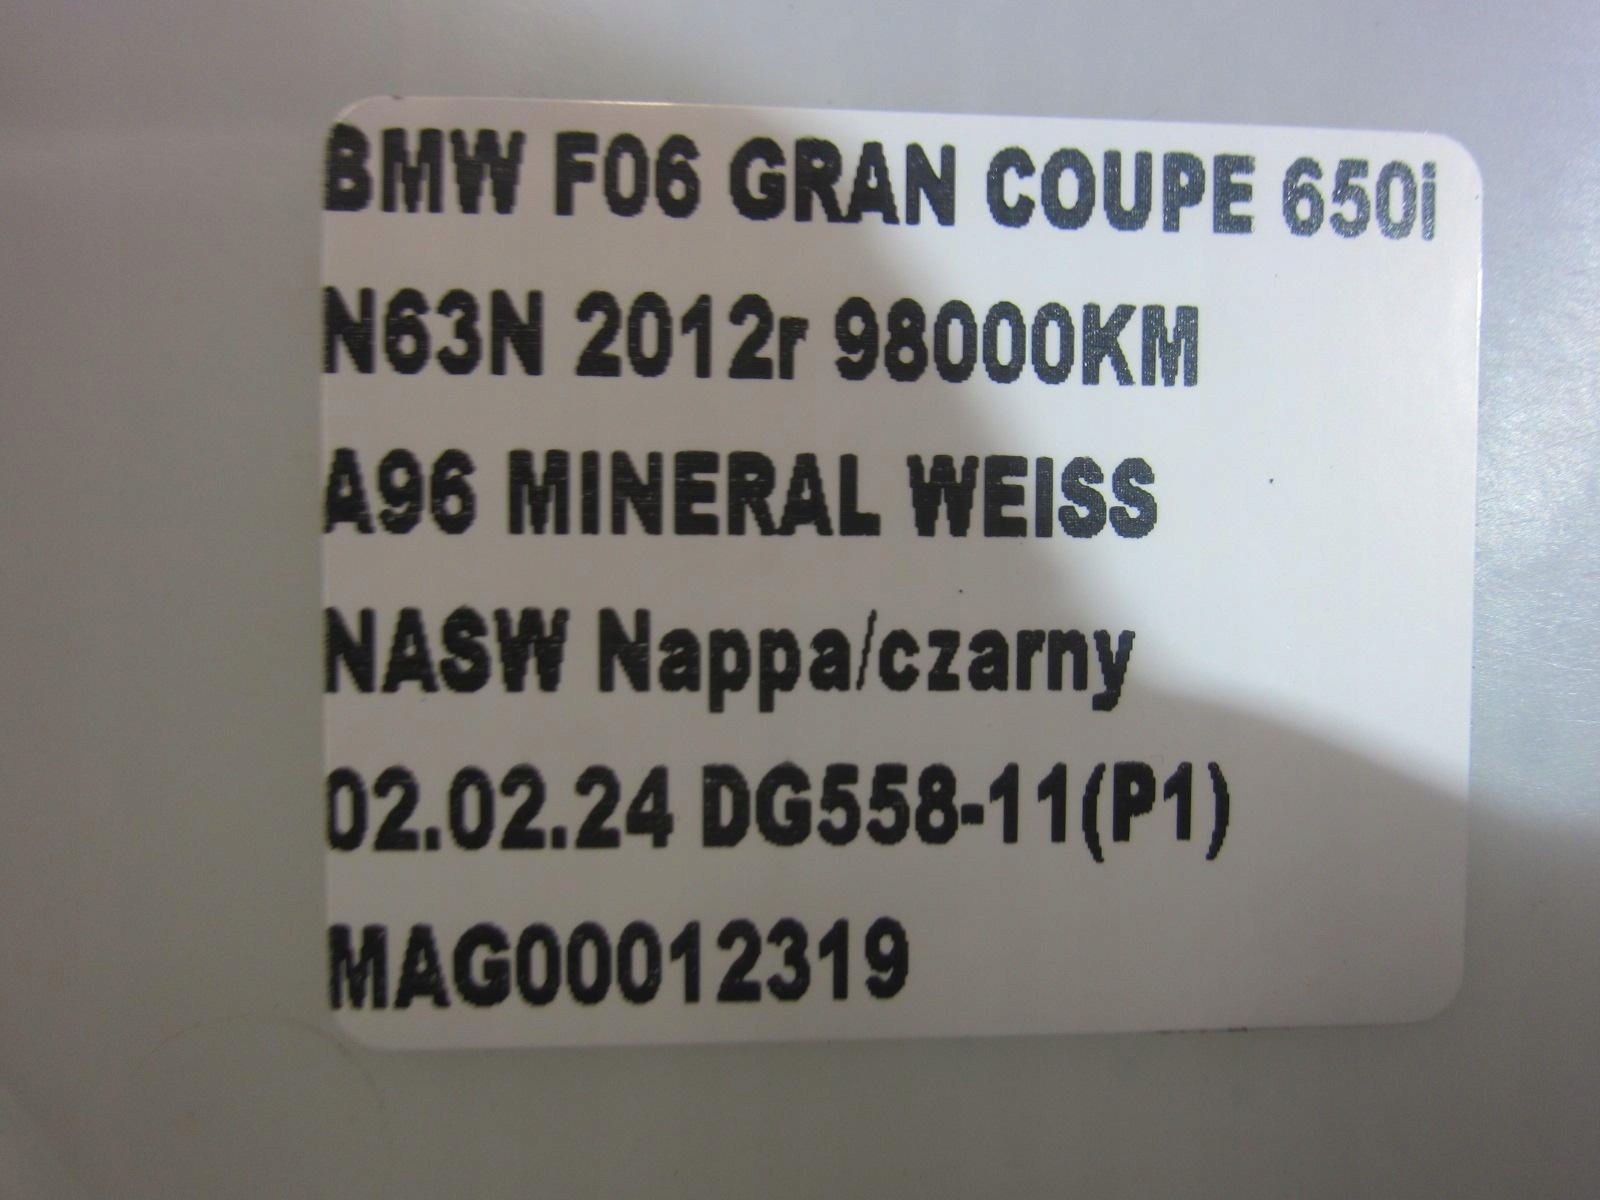 BMW F06 GRAN COUPE 650i
N63N 2012r 98000KM
A96 MINERAL WEISS
NASW Nappa/czarny
02.02.24 DG558-11(P1)
MAG00012319